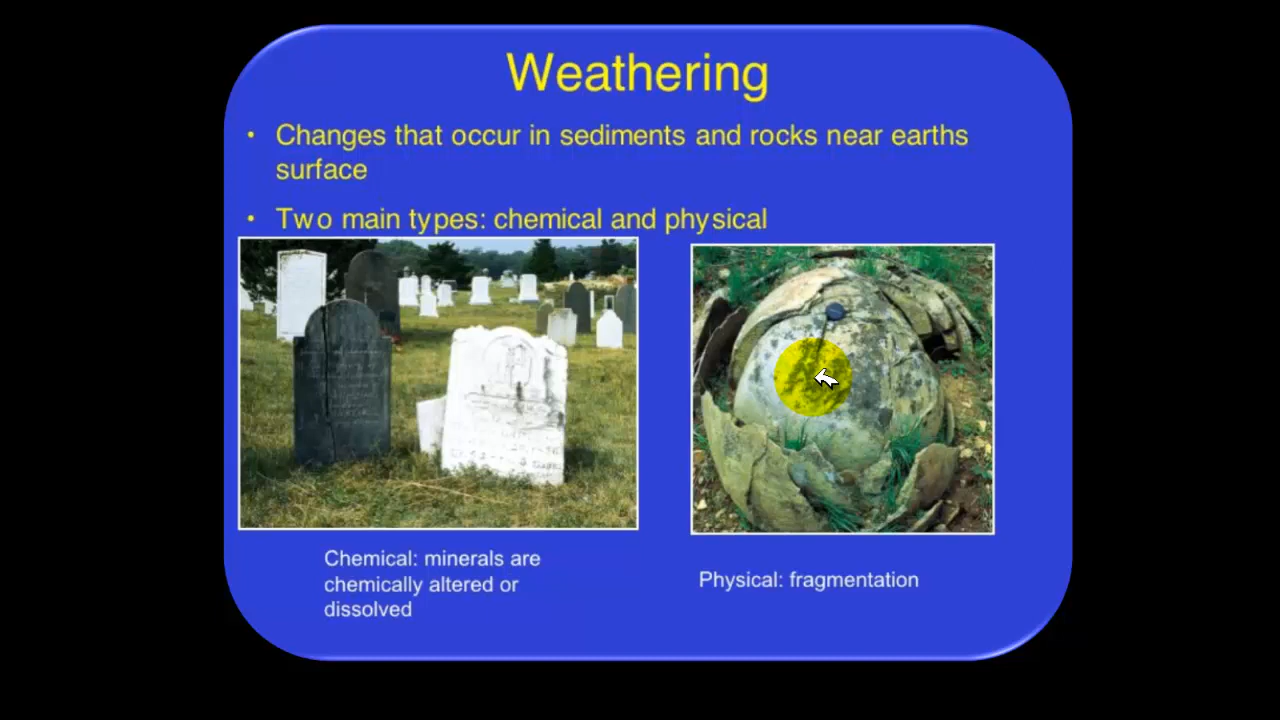 Weathering
• Changes that occur in sediments and rocks near earths
surface
• Two main types: chemical and physical
Chemical: minerals are
chemically altered or
dissolved
Physical: fragmentation